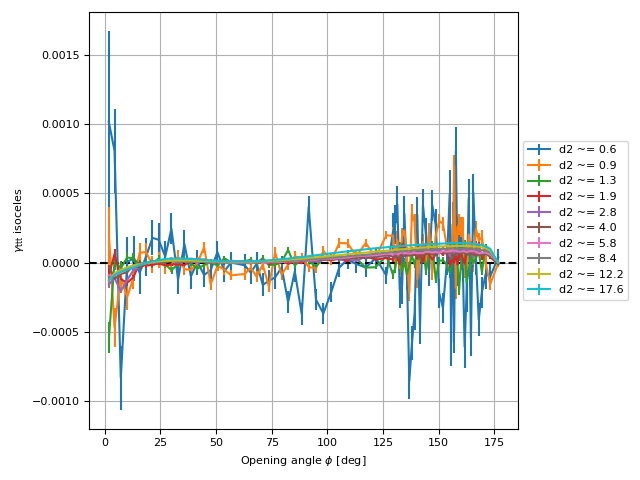 0.0015
0.0010
0.0005
0.0000
−0.0005
−0.0010
γttt isoceles
0 25 50 75 100 125 150 175
Opening angle ϕ [deg]
d2 ~= 0.6
d2 ~= 0.9
d2 ~= 1.3
d2 ~= 1.9
d2 ~= 2.8
d2 ~= 4.0
d2 ~= 5.8
d2 ~= 8.4
d2 ~= 12.2
d2 ~= 17.6